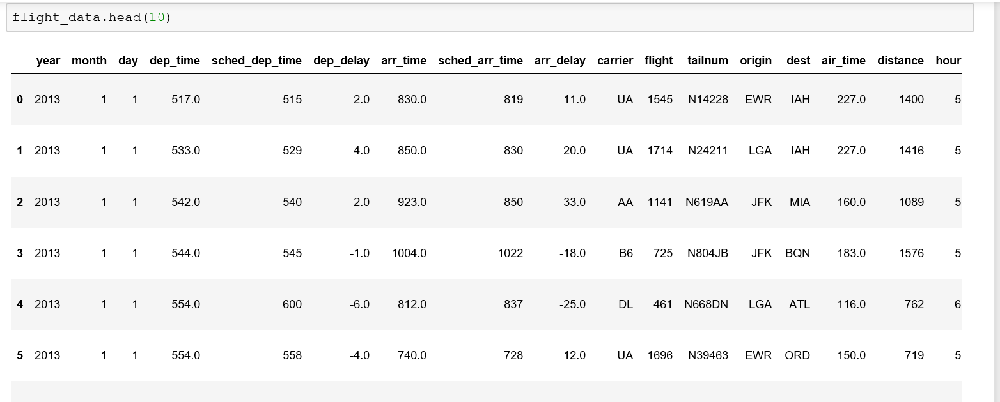 flight_data.head(10)
year month day dep_time sched_dep_time dep_delay arr_time sched_arr_time arr_delay carrier flight tailnum origin dest air_time distance hour
0 2013 1 1 517.0 515 2.0 830.0 819 11.0 UA 1545 N14228 EWR IAH 227.0 1400 5
1 2013 1 1 533.0 529 4.0 850.0 830 20.0 UA 1714 N24211 LGA IAH 227.0 1416 5
2 2013 1 1 542.0 540 2.0 923.0 850 33.0 AA 1141 N619AA JFK MIA 160.0 1089 5
3 2013 1 1 544.0 545 -1.0 1004.0 1022 -18.0 B6 725 N804JB JFK BQN 183.0 1576 5
4 2013 1 1 554.0 600 -6.0 812.0 837 -25.0 DL 461 N668DN LGA ATL 116.0 762 6
5 2013 1 1 554.0 558 -4.0 740.0 728 12.0 UA 1696 N39463 EWR ORD 150.0 719 5